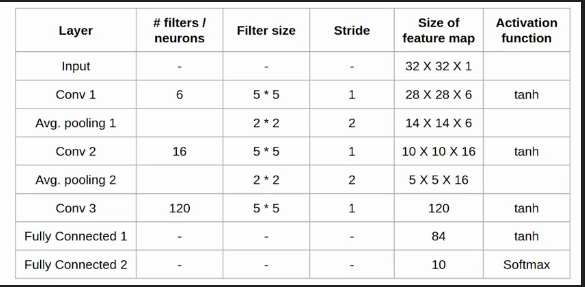 Layer # filters / neurons Filter size Stride Size of feature map Activation function
Input - - - 32 X 32 X 1
Conv 1 6 5 * 5 1 28 X 28 X 6 tanh
Avg. pooling 1 2 * 2 2 14 X 14 X 6
Conv 2 16 5 * 5 1 10 X 10 X 16 tanh
Avg. pooling 2 2 * 2 2 5 X 5 X 16
Conv 3 120 5 * 5 1 120 tanh
Fully Connected 1 - - - 84 tanh
Fully Connected 2 - - - 10 Softmax